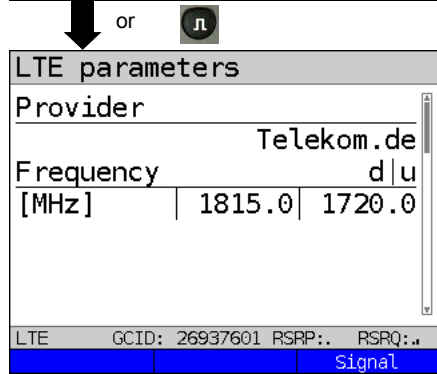 or
LTE parameters
Provider
Telekom.de
Frequency d|u
[MHz] | 1815.0| 1720.0
LTE GCID: 26937601 RSRP:. RSRQ:.
Signal